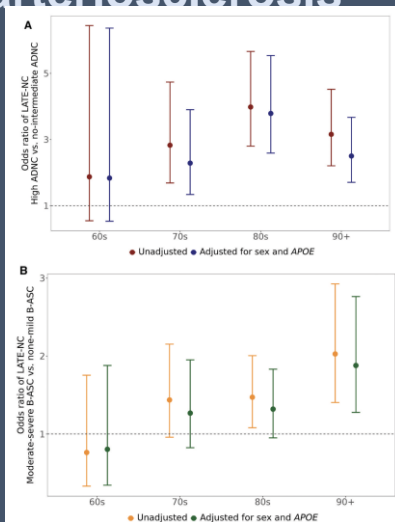 arteriosclerosis
A
Odds ratio of LATE-NC
High ADNC vs. no-intermediate ADNC
5
3
1
60s 70s 80s 90+
Unadjusted Adjusted for sex and APOE
B
Odds ratio of LATE-NC
Moderate-severe B-ASC vs. none-mild B-ASC
3
2
1
60s 70s 80s 90+
Unadjusted Adjusted for sex and APOE